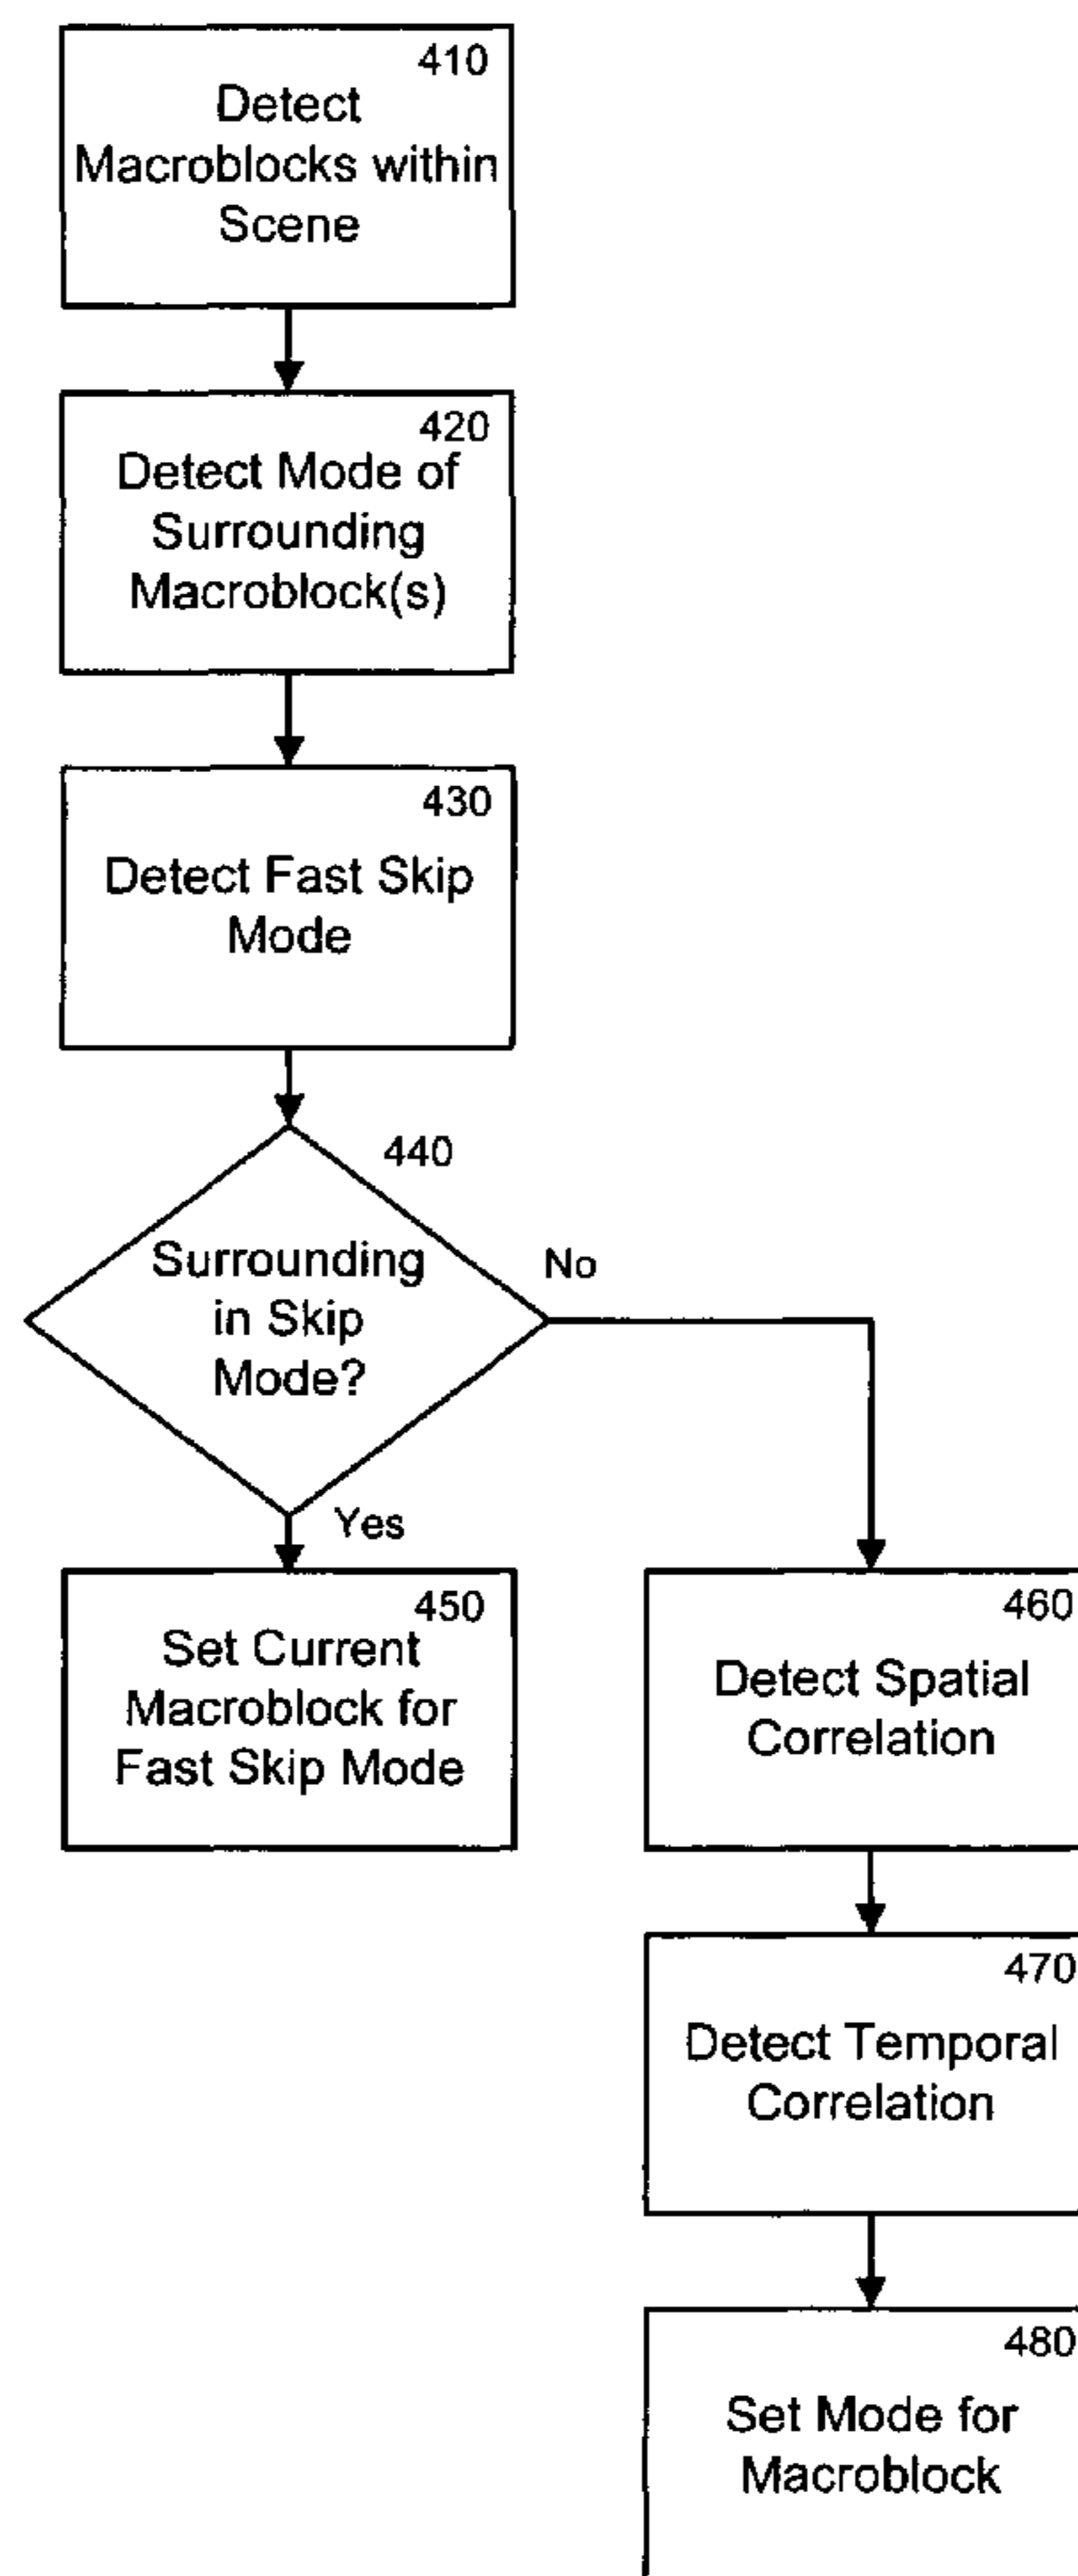 410
Detect
Macroblocks within
Scene
420
Detect Mode of
Surrounding
Macroblock(s)
430
Detect Fast Skip
Mode
440
Surrounding
in Skip
Mode?
No
Yes
450
Set Current
Macroblock for
Fast Skip Mode
460
Detect Spatial
Correlation
470
Detect Temporal
Correlation
480
Set Mode for
Macroblock